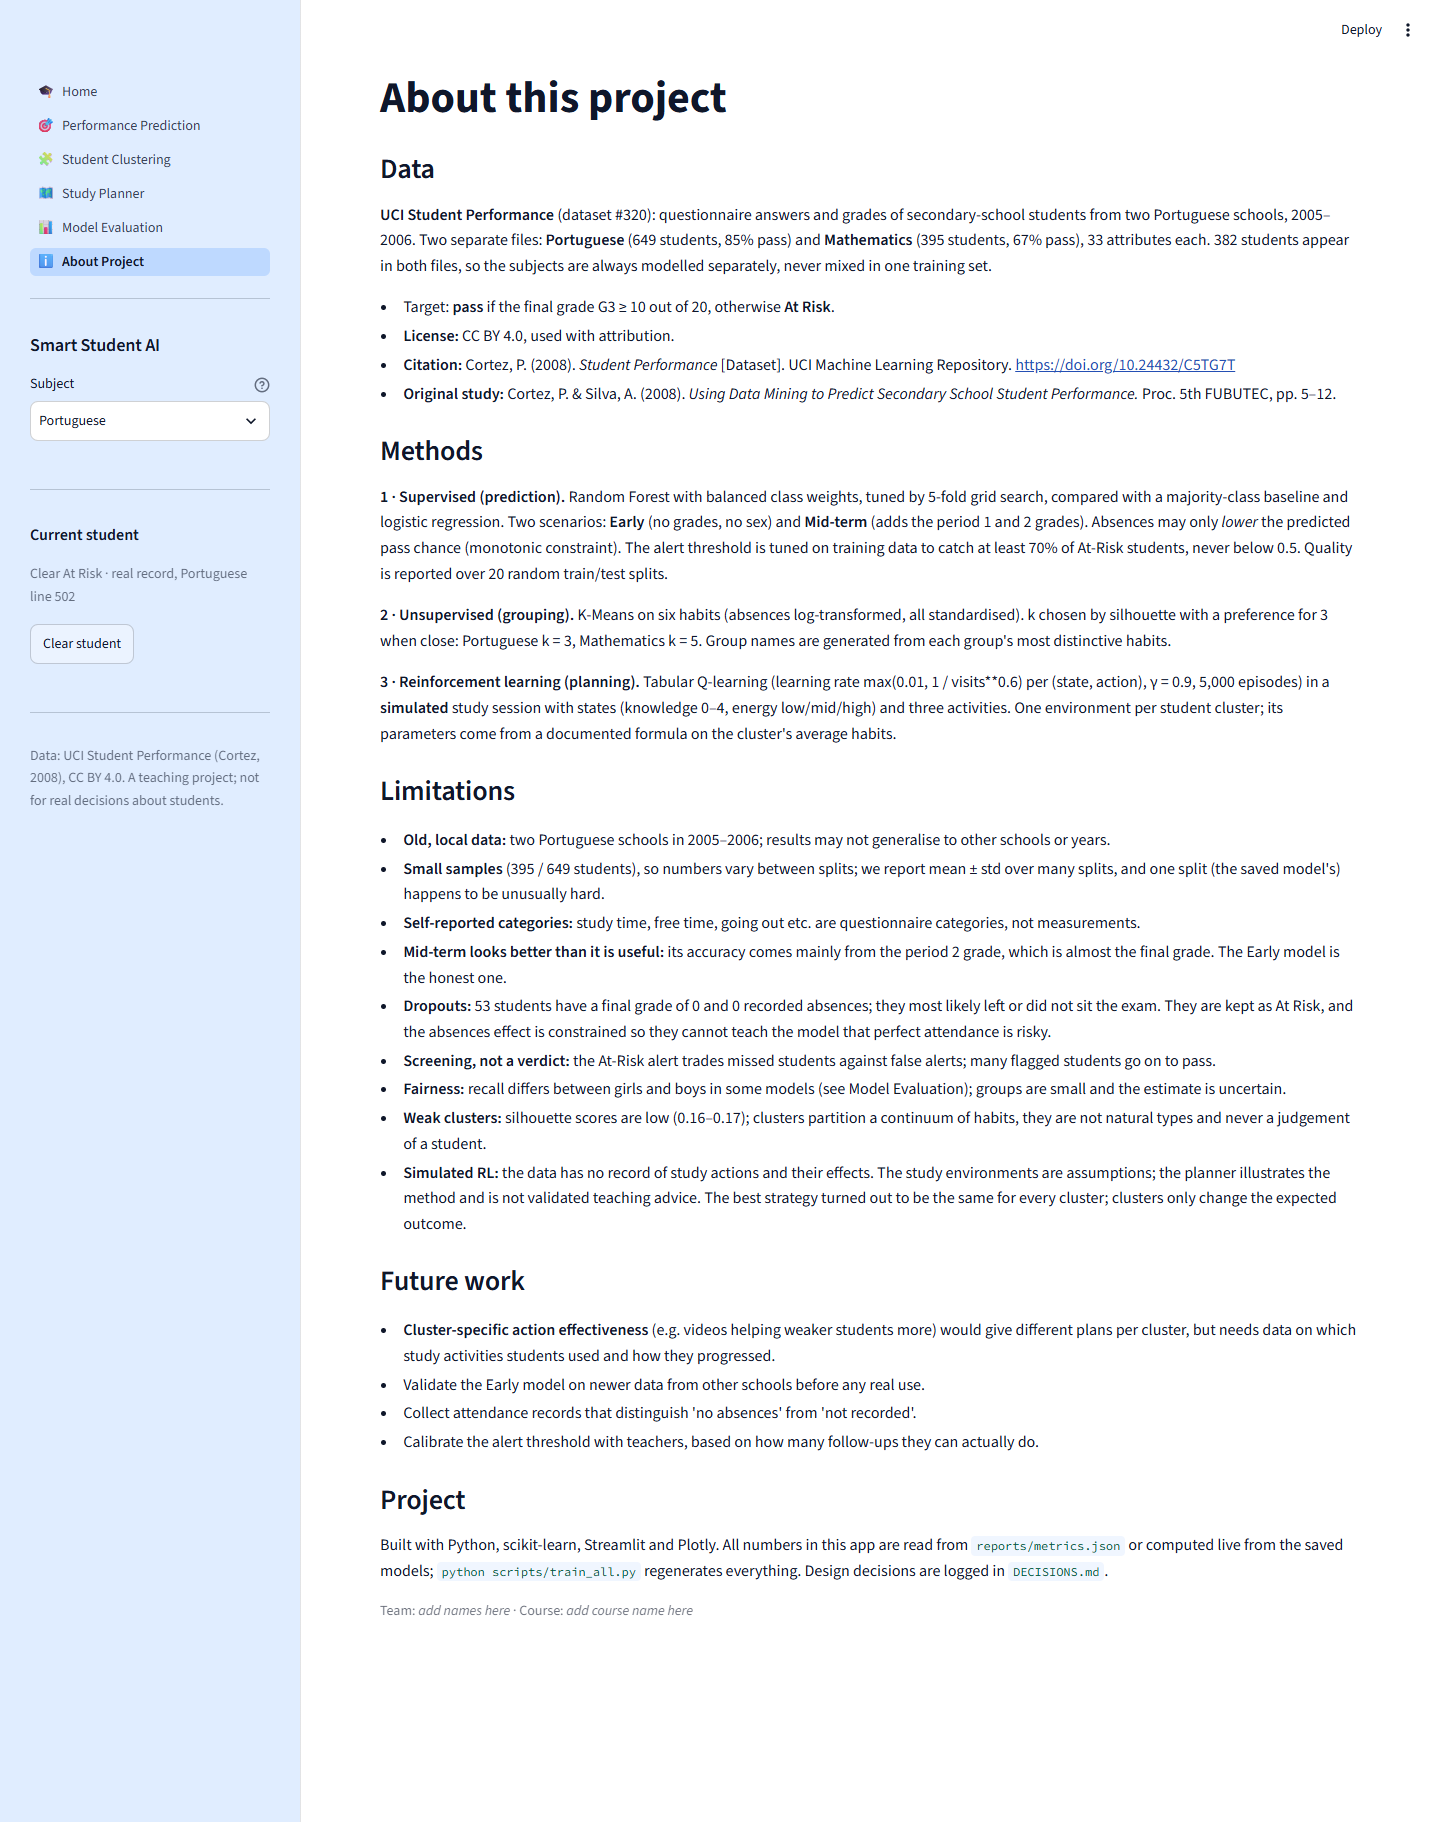 Deploy
Home
Performance Prediction
Student Clustering
Study Planner
Model Evaluation
About Project
Smart Student AI
Subject
Portuguese
Current student
Clear At Risk · real record, Portuguese
line 502
Clear student
Data: UCI Student Performance (Cortez,
2008), CC BY 4.0. A teaching project; not
for real decisions about students.
About this project
Data
UCI Student Performance (dataset #320): questionnaire answers and grades of secondary-school students from two Portuguese schools, 2005–
2006. Two separate files: Portuguese (649 students, 85% pass) and Mathematics (395 students, 67% pass), 33 attributes each. 382 students appear
in both files, so the subjects are always modelled separately, never mixed in one training set.
• Target: pass if the final grade G3 ≥ 10 out of 20, otherwise At Risk.
• License: CC BY 4.0, used with attribution.
• Citation: Cortez, P. (2008). Student Performance [Dataset]. UCI Machine Learning Repository. https://doi.org/10.24432/C5TG7T
• Original study: Cortez, P. & Silva, A. (2008). Using Data Mining to Predict Secondary School Student Performance. Proc. 5th FUBUTEC, pp. 5–12.
Methods
1 · Supervised (prediction). Random Forest with balanced class weights, tuned by 5-fold grid search, compared with a majority-class baseline and
logistic regression. Two scenarios: Early (no grades, no sex) and Mid-term (adds the period 1 and 2 grades). Absences may only lower the predicted
pass chance (monotonic constraint). The alert threshold is tuned on training data to catch at least 70% of At-Risk students, never below 0.5. Quality
is reported over 20 random train/test splits.
2 · Unsupervised (grouping). K-Means on six habits (absences log-transformed, all standardised). k chosen by silhouette with a preference for 3
when close: Portuguese k = 3, Mathematics k = 5. Group names are generated from each group's most distinctive habits.
3 · Reinforcement learning (planning). Tabular Q-learning (learning rate max(0.01, 1 / visits**0.6) per (state, action), γ = 0.9, 5,000 episodes) in a
simulated study session with states (knowledge 0–4, energy low/mid/high) and three activities. One environment per student cluster; its
parameters come from a documented formula on the cluster's average habits.
Limitations
• Old, local data: two Portuguese schools in 2005–2006; results may not generalise to other schools or years.
• Small samples (395 / 649 students), so numbers vary between splits; we report mean ± std over many splits, and one split (the saved model's)
happens to be unusually hard.
• Self-reported categories: study time, free time, going out etc. are questionnaire categories, not measurements.
• Mid-term looks better than it is useful: its accuracy comes mainly from the period 2 grade, which is almost the final grade. The Early model is
the honest one.
• Dropouts: 53 students have a final grade of 0 and 0 recorded absences; they most likely left or did not sit the exam. They are kept as At Risk, and
the absences effect is constrained so they cannot teach the model that perfect attendance is risky.
• Screening, not a verdict: the At-Risk alert trades missed students against false alerts; many flagged students go on to pass.
• Fairness: recall differs between girls and boys in some models (see Model Evaluation); groups are small and the estimate is uncertain.
• Weak clusters: silhouette scores are low (0.16–0.17); clusters partition a continuum of habits, they are not natural types and never a judgement
of a student.
• Simulated RL: the data has no record of study actions and their effects. The study environments are assumptions; the planner illustrates the
method and is not validated teaching advice. The best strategy turned out to be the same for every cluster; clusters only change the expected
outcome.
Future work
• Cluster-specific action effectiveness (e.g. videos helping weaker students more) would give different plans per cluster, but needs data on which
study activities students used and how they progressed.
• Validate the Early model on newer data from other schools before any real use.
• Collect attendance records that distinguish 'no absences' from 'not recorded'.
• Calibrate the alert threshold with teachers, based on how many follow-ups they can actually do.
Project
Built with Python, scikit-learn, Streamlit and Plotly. All numbers in this app are read from reports/metrics.json or computed live from the saved
models; python scripts/train_all.py regenerates everything. Design decisions are logged in DECISIONS.md.
Team: add names here · Course: add course name here